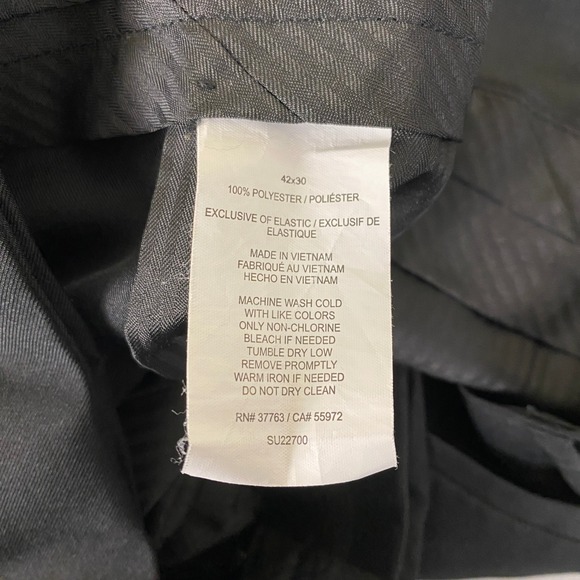 42x30
100% POLYESTER / POLIÉSTER
EXCLUSIVE OF ELASTIC / EXCLUSIF DE
ELASTIQUE
MADE IN VIETNAM
FABRIQUÉ AU VIETNAM
HECHO EN VIETNAM
MACHINE WASH COLD
WITH LIKE COLORS
ONLY NON-CHLORINE
BLEACH IF NEEDED
TUMBLE DRY LOW
REMOVE PROMPTLY
WARM IRON IF NEEDED
DO NOT DRY CLEAN
RN# 37763 / CA# 55972
SU22700